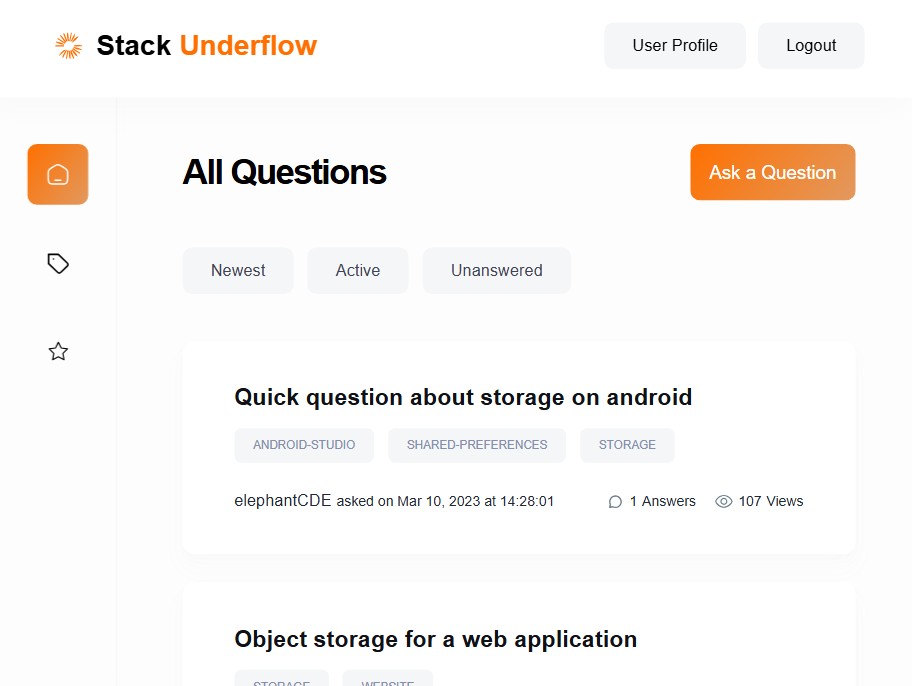 Stack Underflow
User Profile
Logout
All Questions
Ask a Question
Newest
Active
Unanswered
Quick question about storage on android
ANDROID-STUDIO
SHARED-PREFERENCES
STORAGE
elephantCDE asked on Mar 10, 2023 at 14:28:01
1 Answers
107 Views
Object storage for a web application
STORAGE
WEBSITE